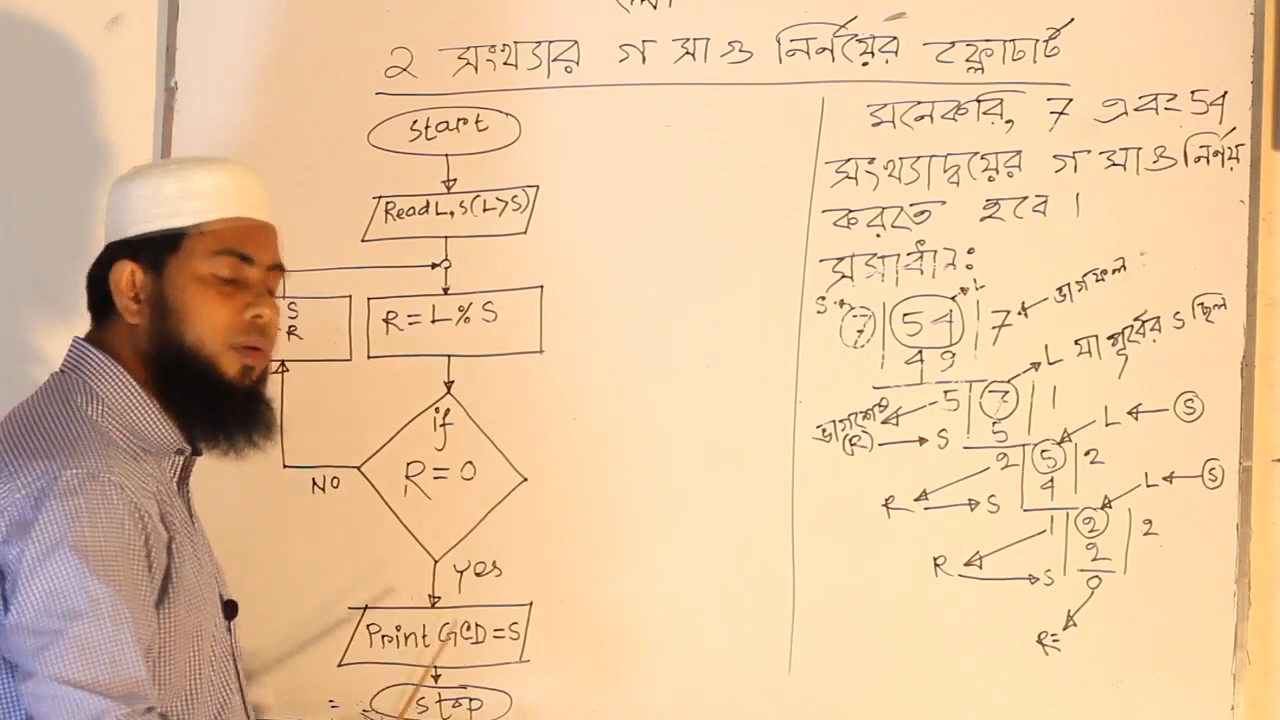 ২ সংখ্যার গ সা গু নির্ণয়ের ফ্লোচার্ট
start
Read L, S (L>S)
S
R
R = L % S
if
R = 0
No
yes
Print GCD = S
stop
মনেকরি, 7 এবং 54
সংখ্যাদ্বয়ের গ সা গু নির্ণয়
করতে হবে।
সমাধান:
S 7 | 54 | 7 ভাগফল
L
49
L যা পূর্বের S ছিল
5 | 7 | 1
ভাগশেষ
(R) S 5 L S
2 | 5 | 2
R S 4 L S
1 | 2 | 2
R S 2
0
R=